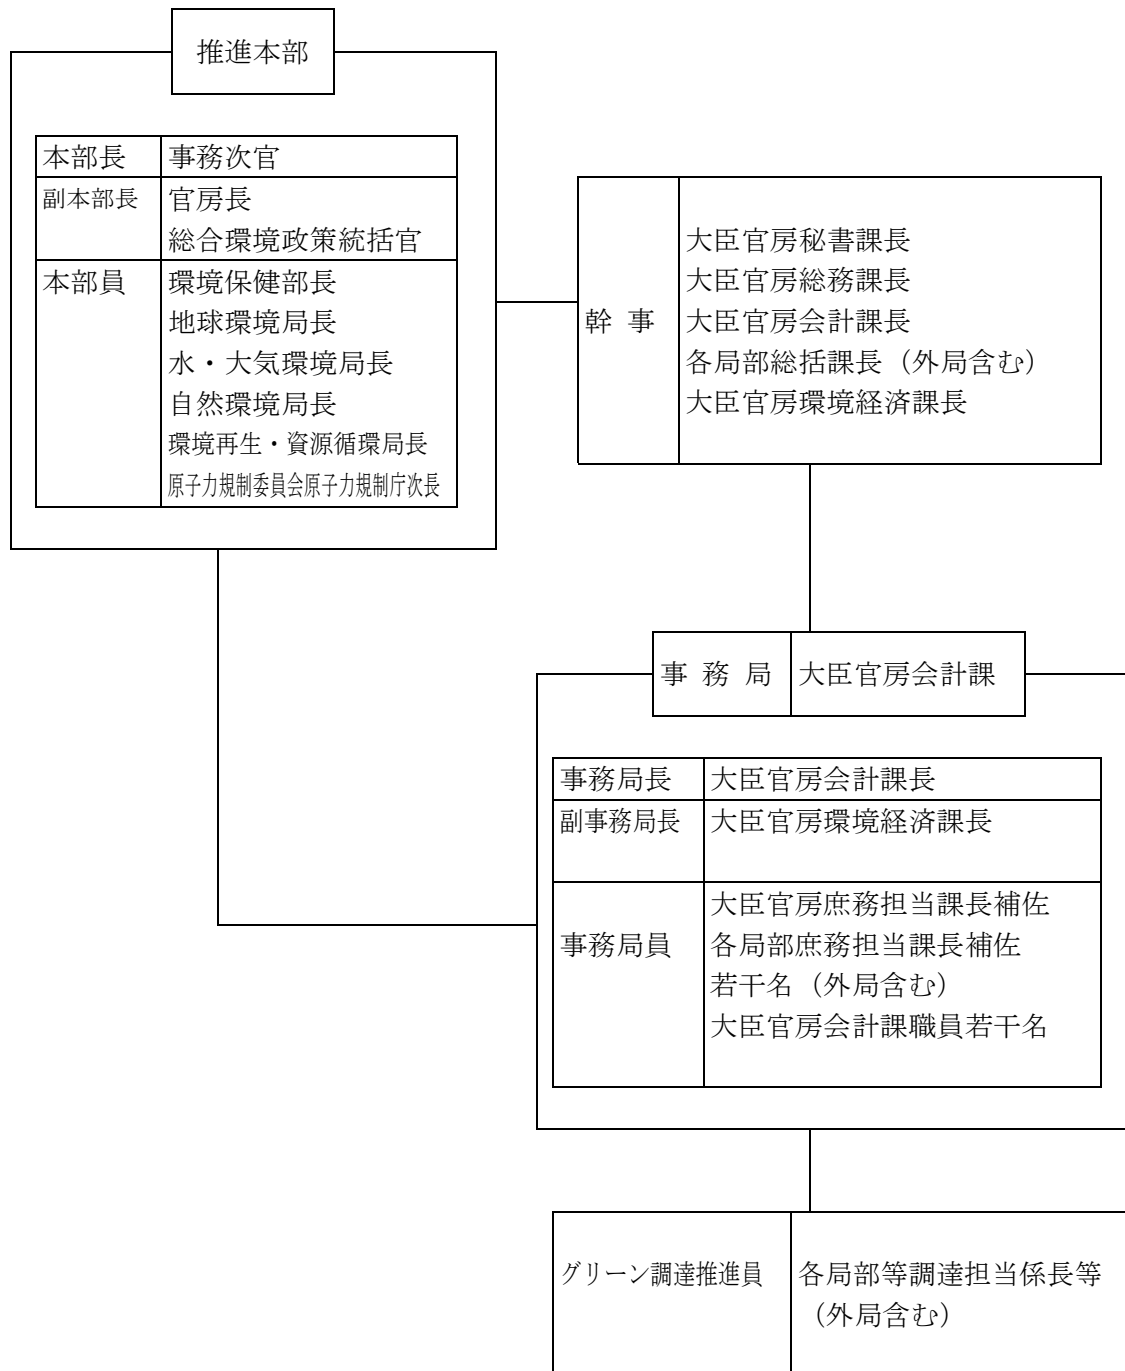 推進本部
本部長 事務次官
副本部長 官房長
総合環境政策統括官
本部員 環境保健部長
地球環境局長
水・大気環境局長
自然環境局長
環境再生・資源循環局長
原子力規制委員会原子力規制庁次長
幹 事
大臣官房秘書課長
大臣官房総務課長
大臣官房会計課長
各局部総括課長（外局含む）
大臣官房環境経済課長
事 務 局 大臣官房会計課
事務局長 大臣官房会計課長
副事務局長 大臣官房環境経済課長
事務局員
大臣官房庶務担当課長補佐
各局部庶務担当課長補佐
若干名（外局含む）
大臣官房会計課職員若干名
グリーン調達推進員 各局部等調達担当係長等
（外局含む）